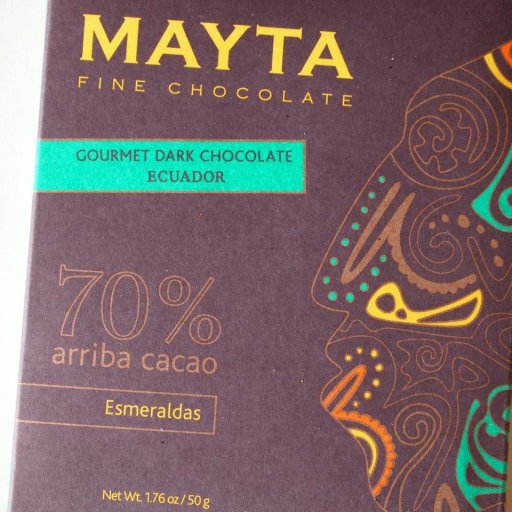 MAYTA
FINE CHOCOLATE
GOURMET DARK CHOCOLATE
ECUADOR
70%
arriba cacao
Esmeraldas
Net Wt. 1.76 oz / 50 g